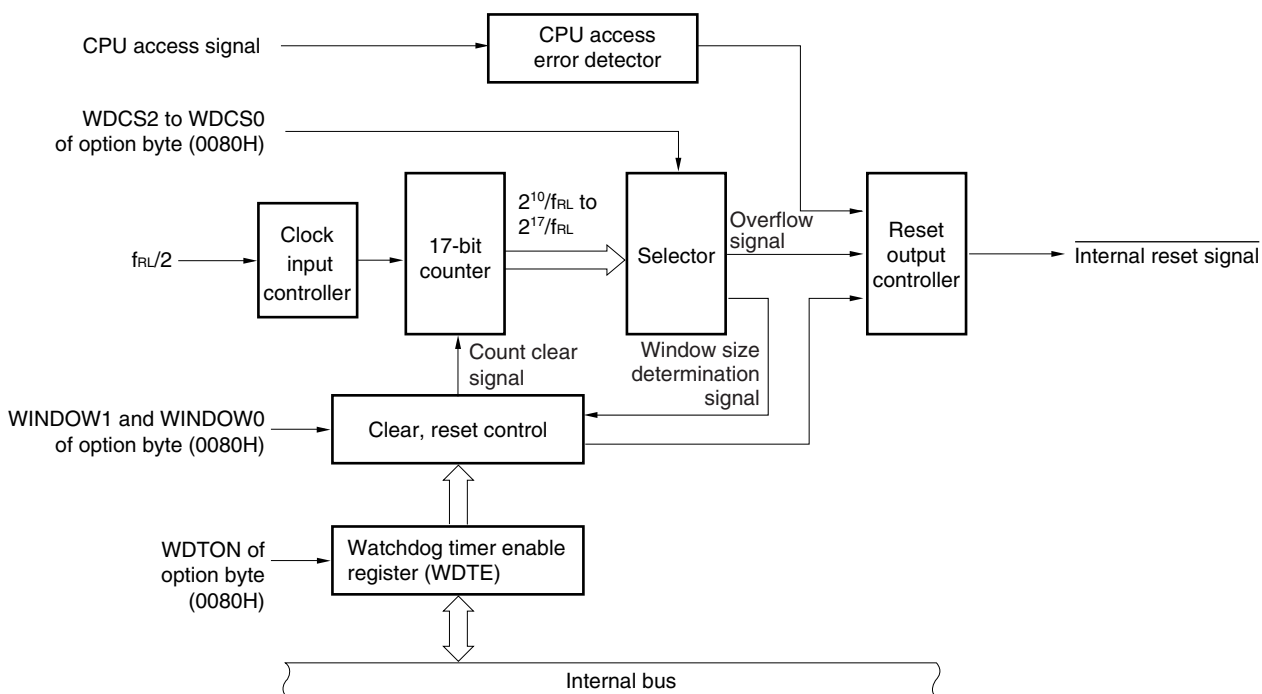 CPU access signal
CPU access
error detector
WDCS2 to WDCS0
of option byte (0080H)
fRL/2
Clock
input
controller
17-bit
counter
2¹⁰/fRL to
2¹⁷/fRL
Selector
Overflow
signal
Reset
output
controller
Internal reset signal
Count clear
signal
Window size
determination
signal
WINDOW1 and WINDOW0
of option byte (0080H)
Clear, reset control
WDTON of
option byte
(0080H)
Watchdog timer enable
register (WDTE)
Internal bus